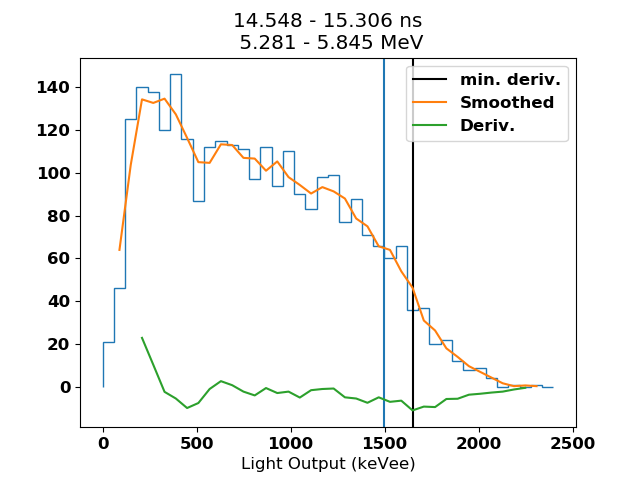 14.548 - 15.306 ns
5.281 - 5.845 MeV
min. deriv.
Smoothed
Deriv.
140
120
100
80
60
40
20
0
0 500 1000 1500 2000 2500
Light Output (keVee)